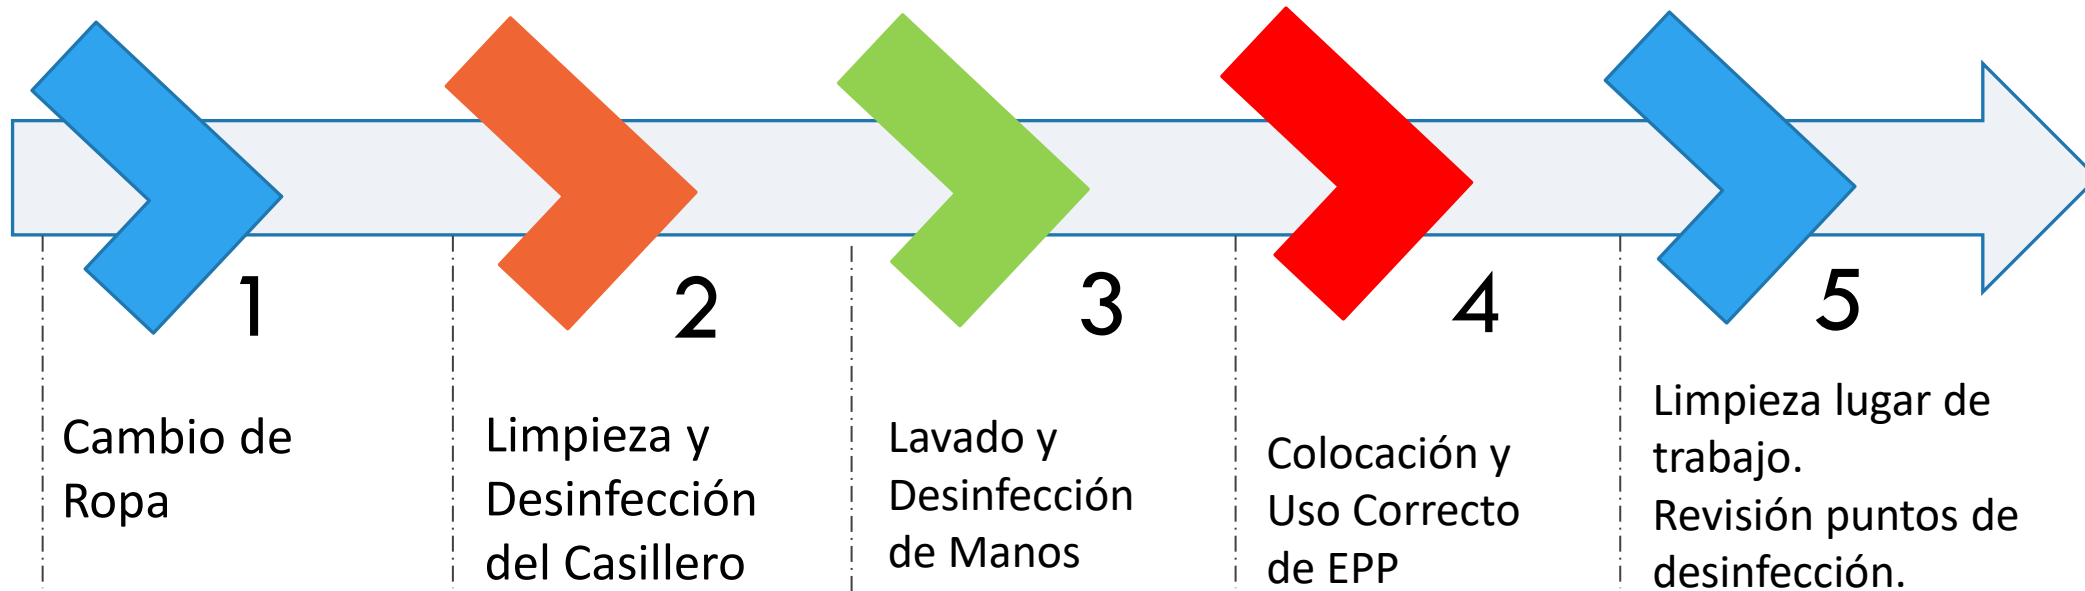 1
Cambio de
Ropa
2
Limpieza y
Desinfección
del Casillero
3
Lavado y
Desinfección
de Manos
4
Colocación y
Uso Correcto
de EPP
5
Limpieza lugar de
trabajo.
Revisión puntos de
desinfección.